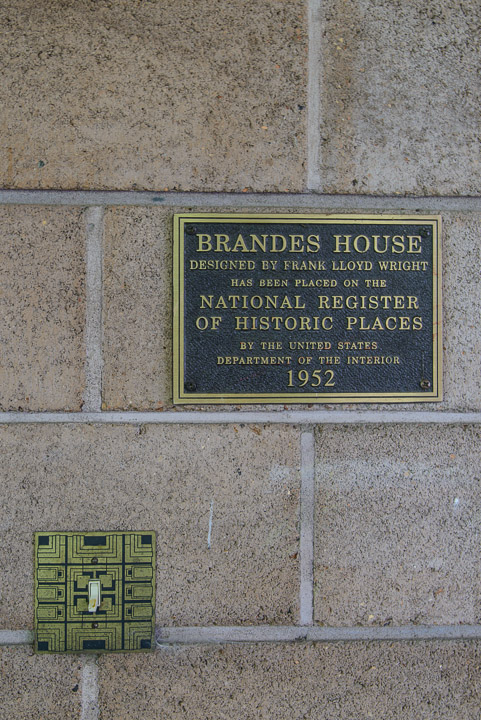 BRANDES HOUSE
DESIGNED BY FRANK LLOYD WRIGHT
HAS BEEN PLACED ON THE
NATIONAL REGISTER
OF HISTORIC PLACES
BY THE UNITED STATES
DEPARTMENT OF THE INTERIOR
1952